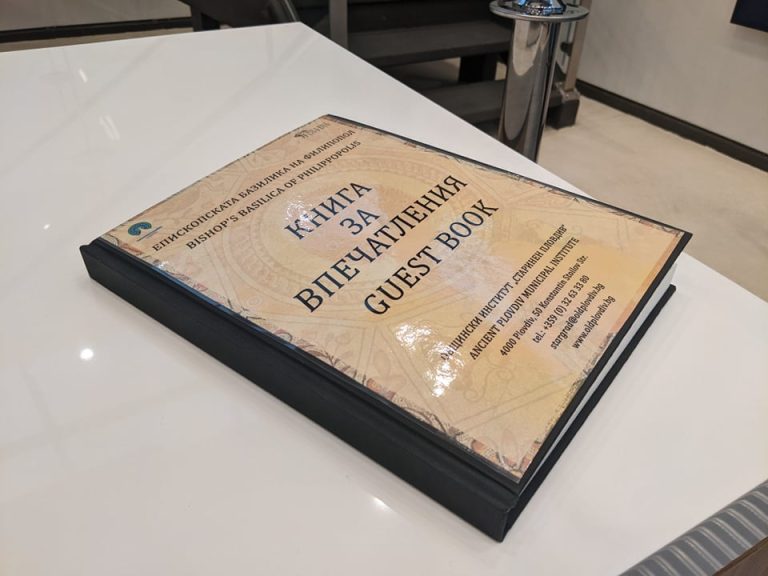 ЕПИСКОПСКАТА БАЗИЛИКА НА ФИЛИПОПОЛ
BISHOP'S BASILICA OF PHILIPPOPOLIS
КНИГА
ЗА
ВПЕЧАТЛЕНИЯ
GUEST BOOK
ОБЩИНСКИ ИНСТИТУТ „СТАРИНЕН ПЛОВДИВ"
ANCIENT PLOVDIV MUNICIPAL INSTITUTE
4000 Plovdiv, 50 Konstantin Stoilov Str.
tel.: +359 (0) 32 63 33 80
stargrad@oldplovdiv.bg
www.oldplovdiv.bg